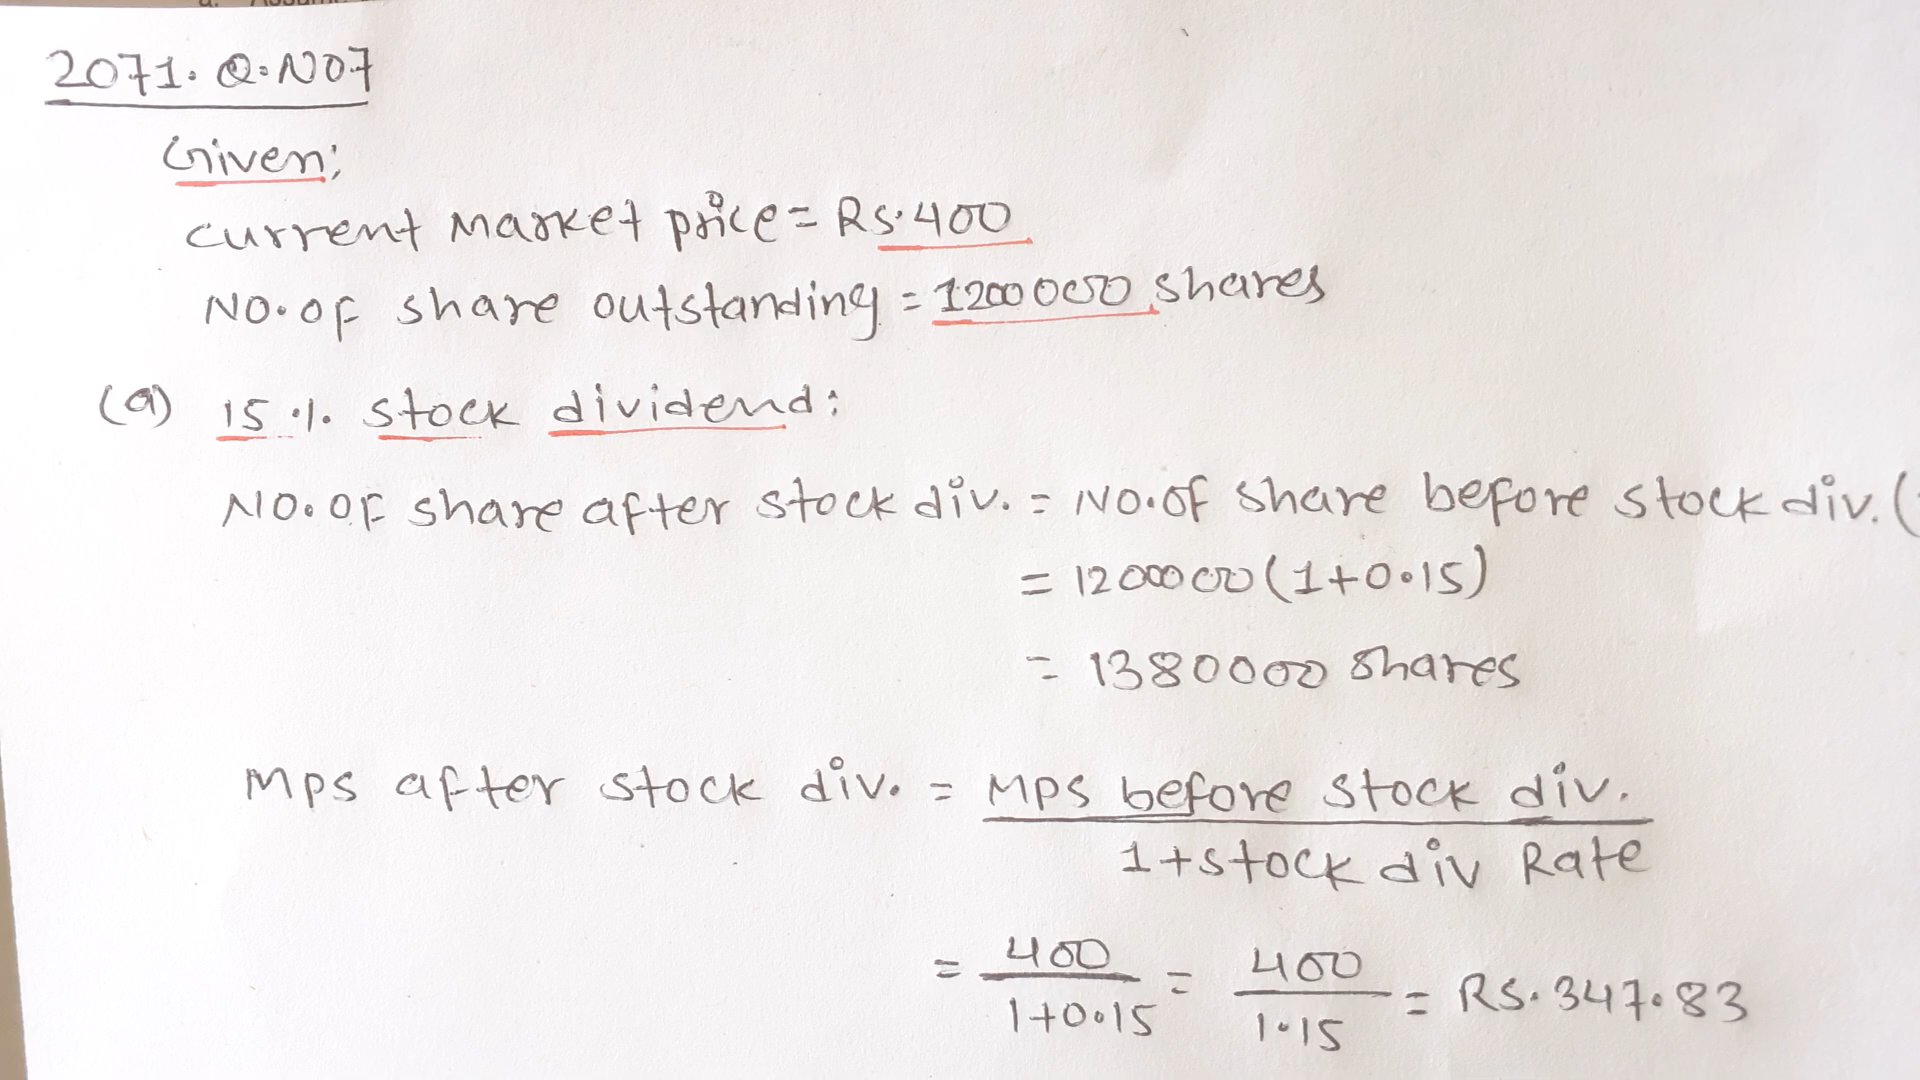 2071. Q.NO7
Given;
current Market price = Rs.400
NO. OF share outstanding = 1200000 shares
(a) 15 % stock dividend:
NO. OF share after stock div. = NO. OF share before stock div. (
= 1200000 (1+0.15)
= 1380000 shares
MPS after stock div. = MPS before stock div.
1+stock div Rate
= 400 = 400 = RS. 347.83
1+0.15 1.15